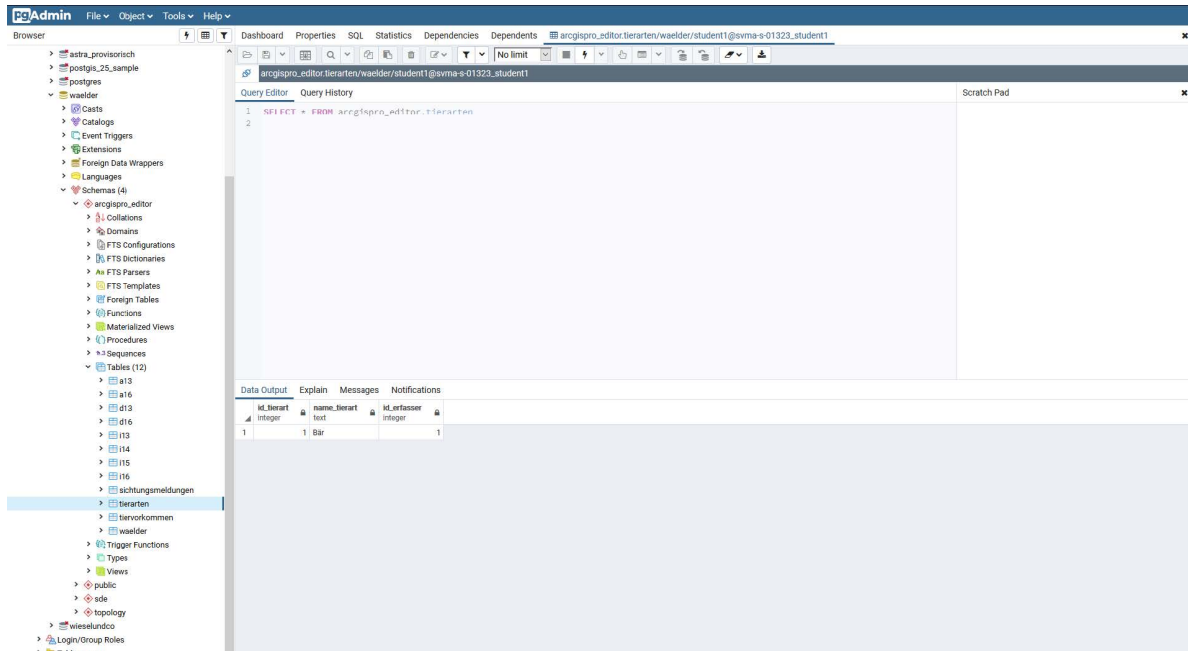 pgAdmin File Object Tools Help
Browser
Dashboard Properties SQL Statistics Dependencies Dependents arcgispro_editor.tierarten/waelder/student1@svma-s-01323_student1
No limit
arcgispro_editor.tierarten/waelder/student1@svma-s-01323_student1
Query Editor Query History
Scratch Pad
1 SELECT * FROM arcgispro_editor.tierarten
2
astra_provisorisch
postgis_25_sample
postgres
waelder
Casts
Catalogs
Event Triggers
Extensions
Foreign Data Wrappers
Languages
Schemas (4)
arcgispro_editor
Collations
Domains
FTS Configurations
FTS Dictionaries
FTS Parsers
FTS Templates
Foreign Tables
Functions
Materialized Views
Procedures
Sequences
Tables (12)
a13
a16
d13
d16
i13
i14
i15
i16
sichtungsmeldungen
tierarten
tiervorkommen
waelder
Trigger Functions
Types
Views
public
sde
topology
wieselundco
Login/Group Roles
Data Output Explain Messages Notifications
id_tierart name_tierart id_erfasser
integer text integer
1 1 Bär 1